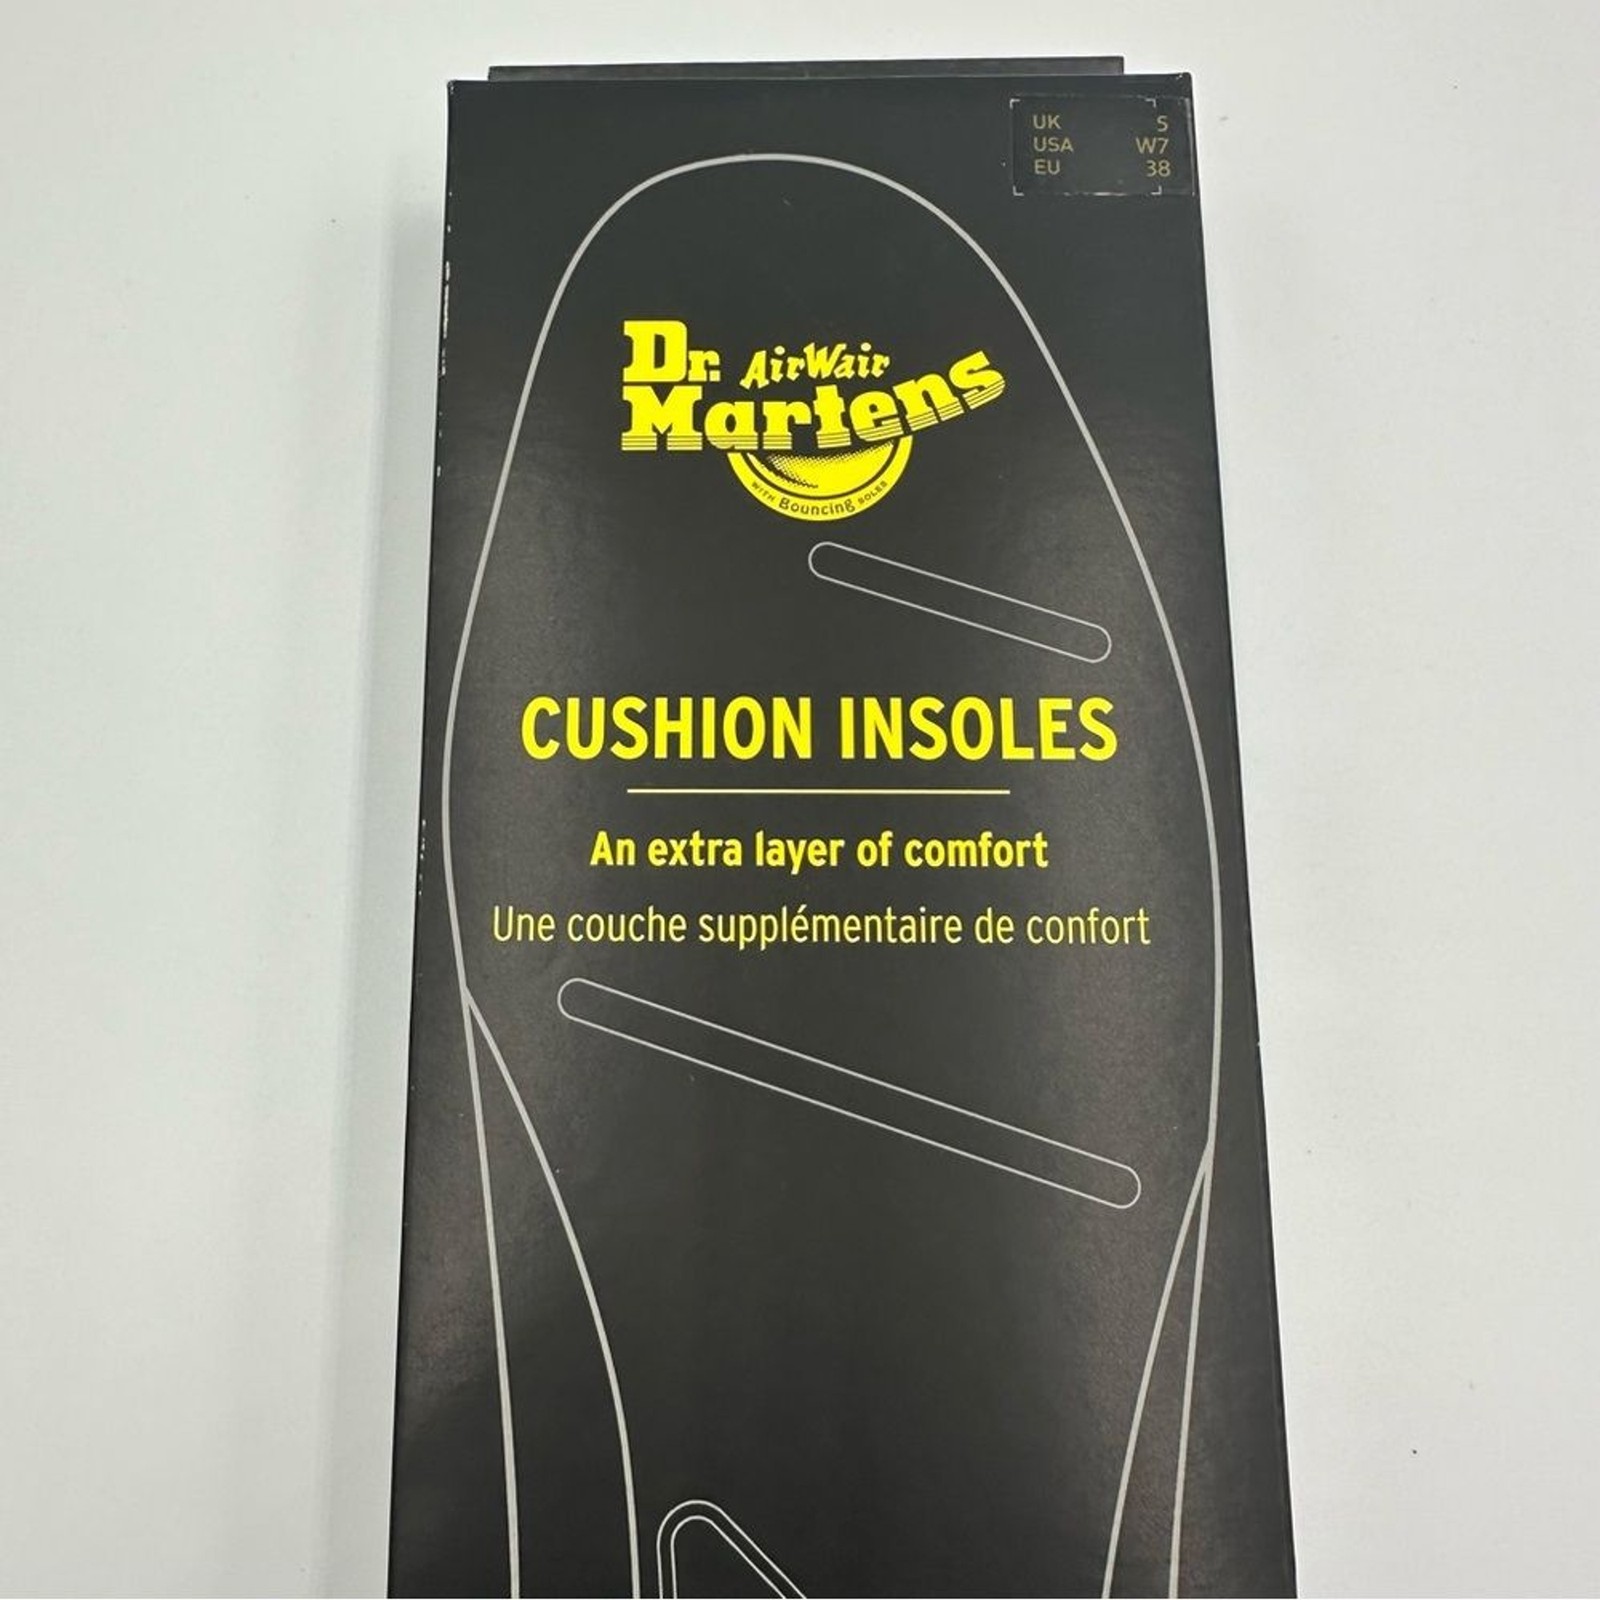 UK 5
USA W7
EU 38
Dr. AirWair
Martens
WITH Bouncing SOLES
CUSHION INSOLES
An extra layer of comfort
Une couche supplémentaire de confort